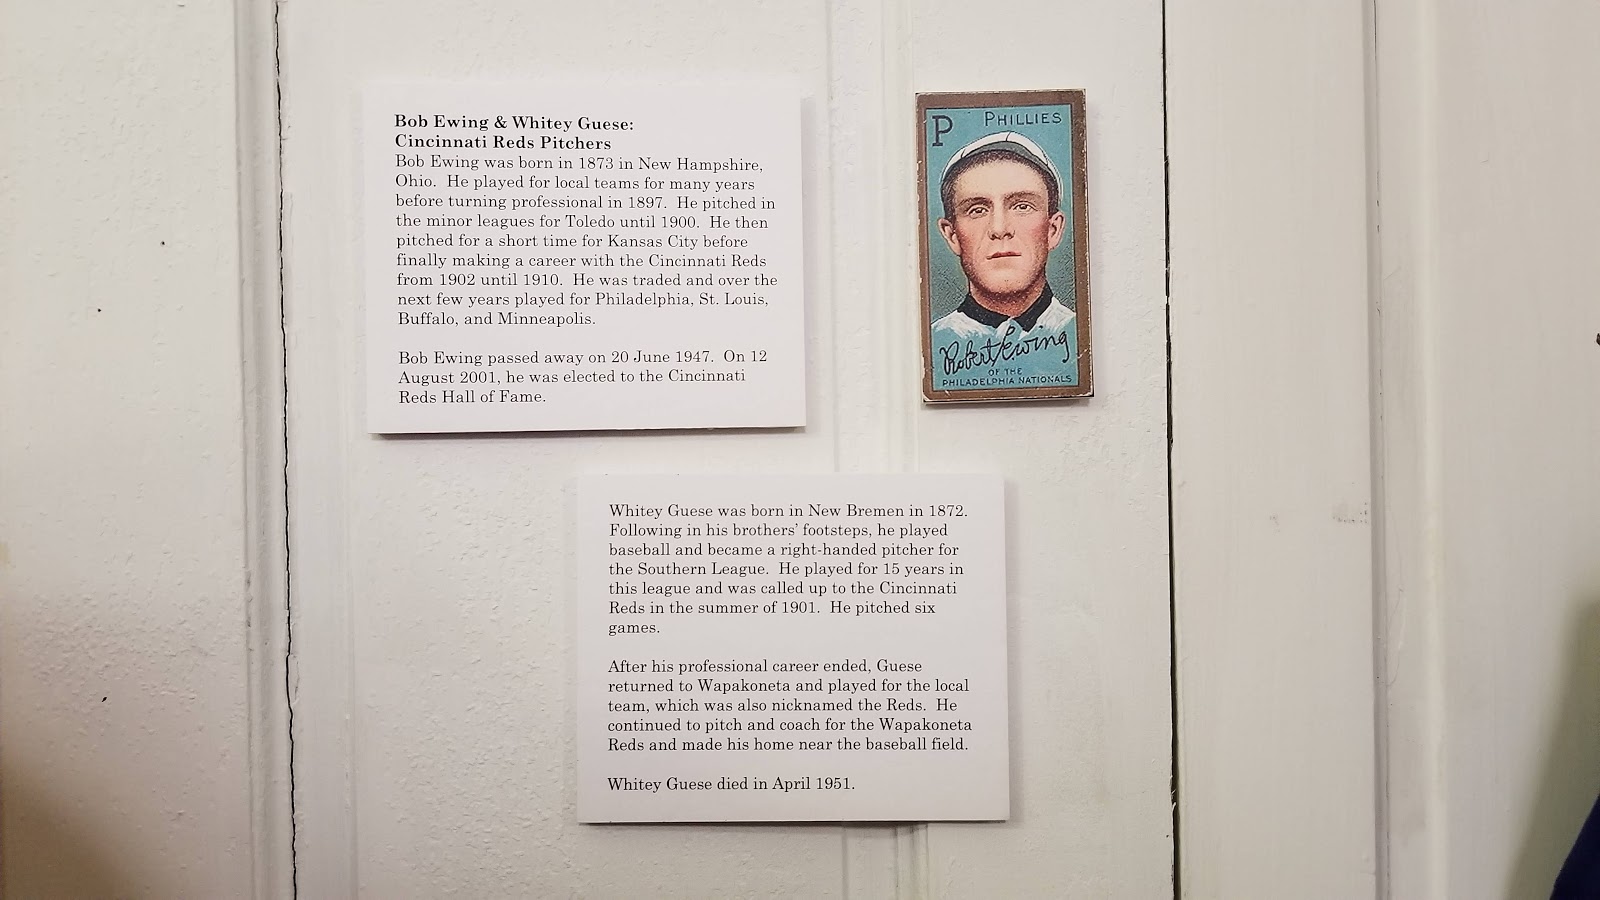 Bob Ewing & Whitey Guese:
Cincinnati Reds Pitchers
Bob Ewing was born in 1873 in New Hampshire,
Ohio. He played for local teams for many years
before turning professional in 1897. He pitched in
the minor leagues for Toledo until 1900. He then
pitched for a short time for Kansas City before
finally making a career with the Cincinnati Reds
from 1902 until 1910. He was traded and over the
next few years played for Philadelphia, St. Louis,
Buffalo, and Minneapolis.
Bob Ewing passed away on 20 June 1947. On 12
August 2001, he was elected to the Cincinnati
Reds Hall of Fame.
P PHILLIES
Robert Ewing
OF THE
PHILADELPHIA NATIONALS
Whitey Guese was born in New Bremen in 1872.
Following in his brothers' footsteps, he played
baseball and became a right-handed pitcher for
the Southern League. He played for 15 years in
this league and was called up to the Cincinnati
Reds in the summer of 1901. He pitched six
games.
After his professional career ended, Guese
returned to Wapakoneta and played for the local
team, which was also nicknamed the Reds. He
continued to pitch and coach for the Wapakoneta
Reds and made his home near the baseball field.
Whitey Guese died in April 1951.